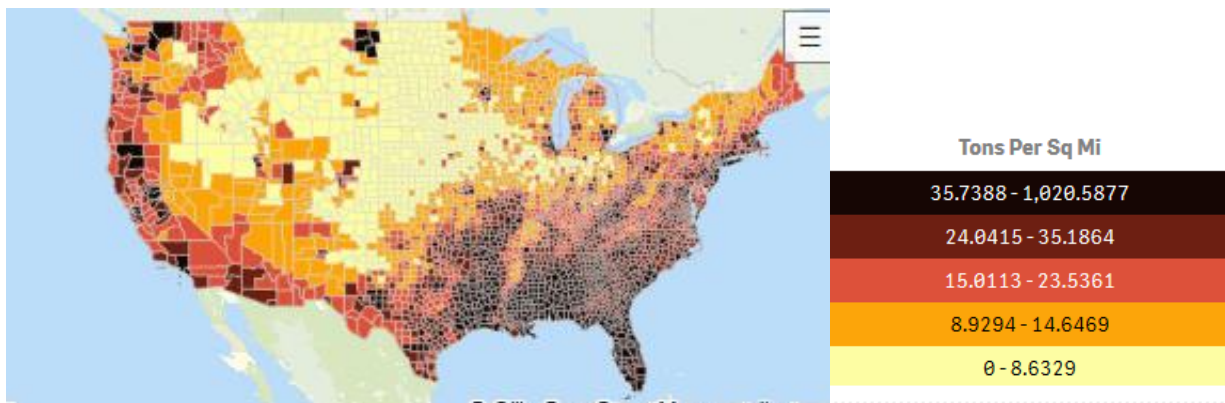 Tons Per Sq Mi
35.7388 - 1,020.5877
24.0415 - 35.1864
15.0113 - 23.5361
8.9294 - 14.6469
0 - 8.6329